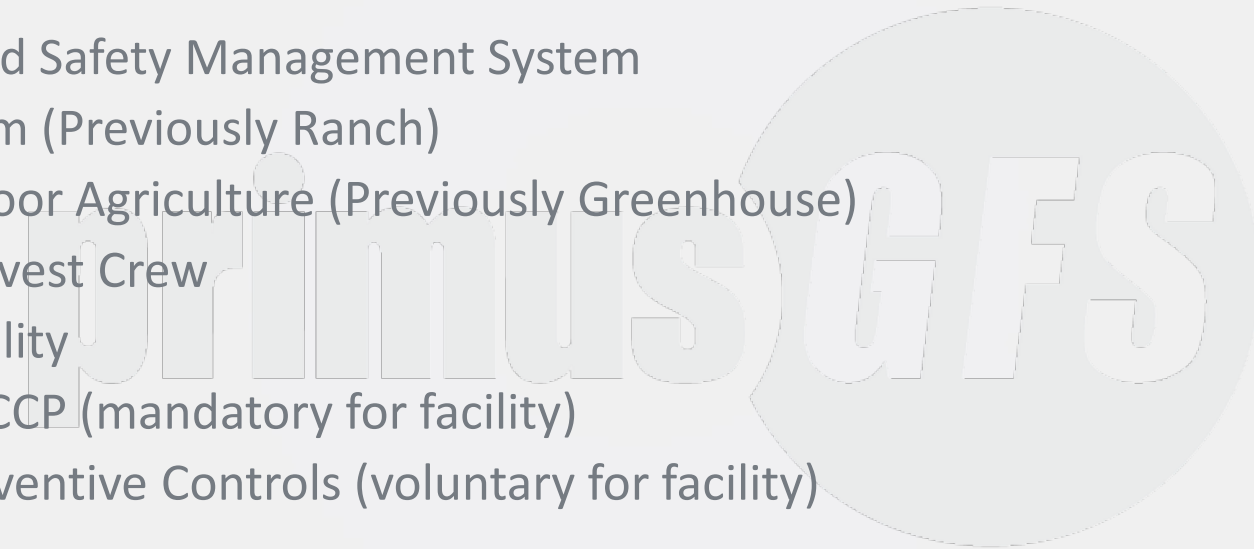 d Safety Management System
m (Previously Ranch)
oor Agriculture (Previously Greenhouse)
vest Crew
lity
CCP (mandatory for facility)
ventive Controls (voluntary for facility)
primusGFS